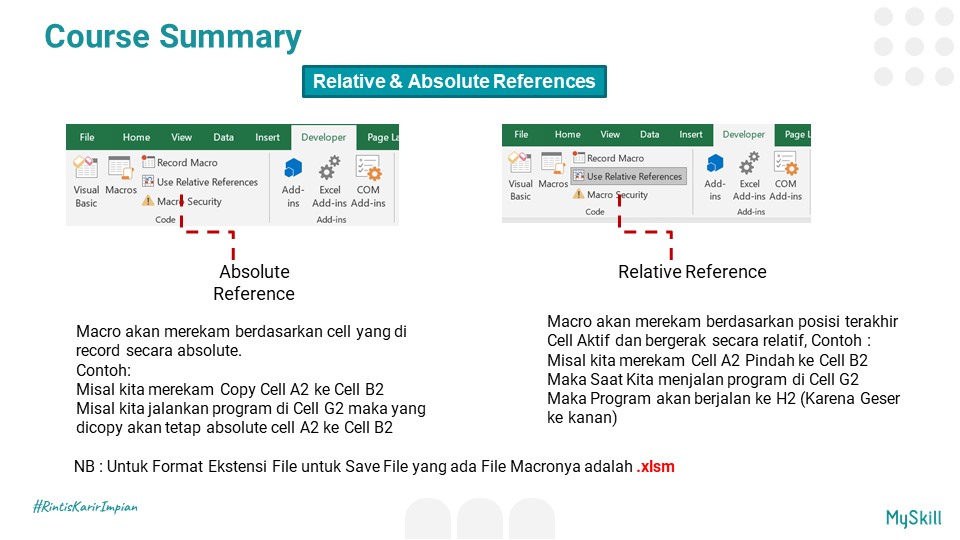 Course Summary
Relative & Absolute References
File Home View Data Insert Developer Page La
Record Macro
Use Relative References
Macro Security
Visual Basic
Macros
Code
Add-ins
Excel Add-ins
COM Add-ins
Add-ins
File Home View Data Insert Developer Page L
Record Macro
Use Relative References
Macro Security
Visual Basic
Macros
Code
Add-ins
Excel Add-ins
COM Add-ins
Add-ins
Absolute
Reference
Macro akan merekam berdasarkan cell yang di
record secara absolute.
Contoh:
Misal kita merekam Copy Cell A2 ke Cell B2
Misal kita jalankan program di Cell G2 maka yang
dicopy akan tetap absolute cell A2 ke Cell B2
Relative Reference
Macro akan merekam berdasarkan posisi terakhir
Cell Aktif dan bergerak secara relatif, Contoh :
Misal kita merekam Cell A2 Pindah ke Cell B2
Maka Saat Kita menjalan program di Cell G2
Maka Program akan berjalan ke H2 (Karena Geser
ke kanan)
NB : Untuk Format Ekstensi File untuk Save File yang ada File Macronya adalah .xlsm
#RintisKarirImpian
MySkill